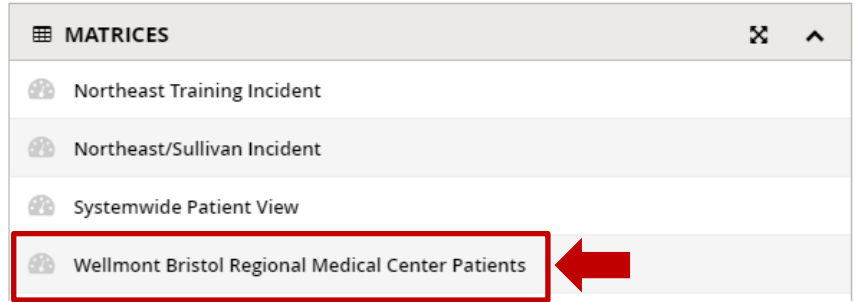 MATRICES
Northeast Training Incident
Northeast/Sullivan Incident
Systemwide Patient View
Wellmont Bristol Regional Medical Center Patients